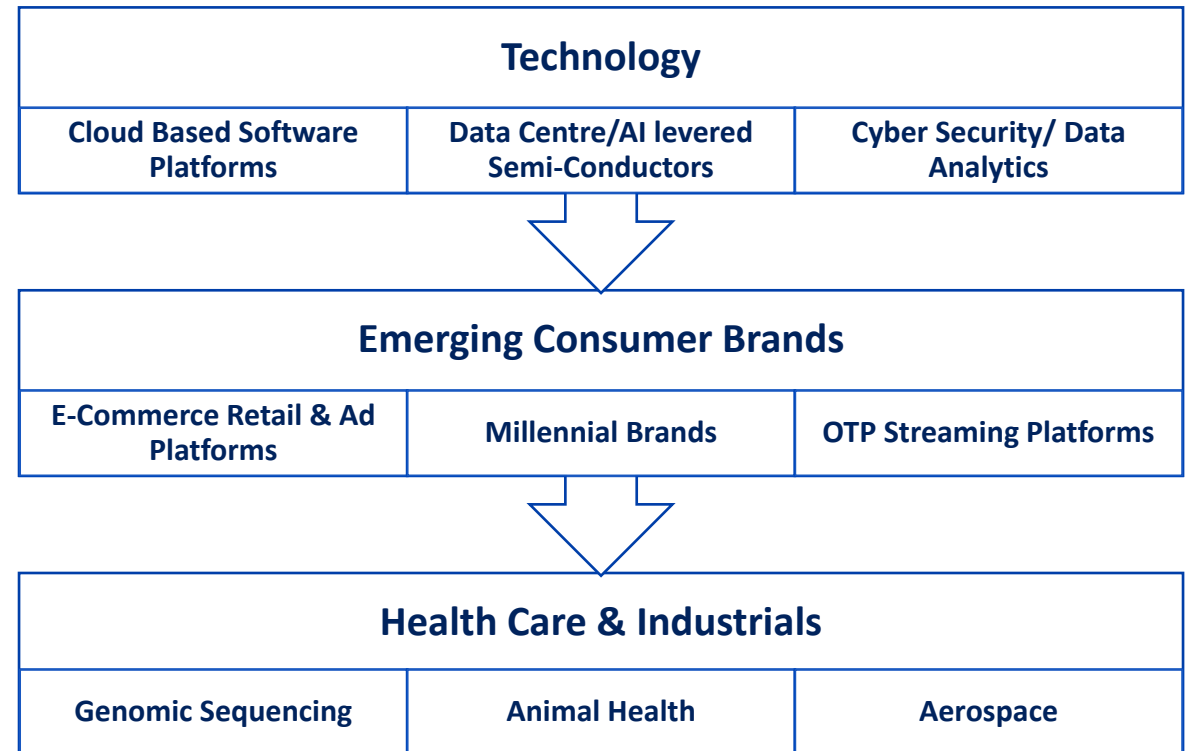 Technology
Cloud Based Software
Platforms
Data Centre/AI levered
Semi-Conductors
Cyber Security/ Data
Analytics
Emerging Consumer Brands
E-Commerce Retail & Ad
Platforms
Millennial Brands
OTP Streaming Platforms
Health Care & Industrials
Genomic Sequencing
Animal Health
Aerospace